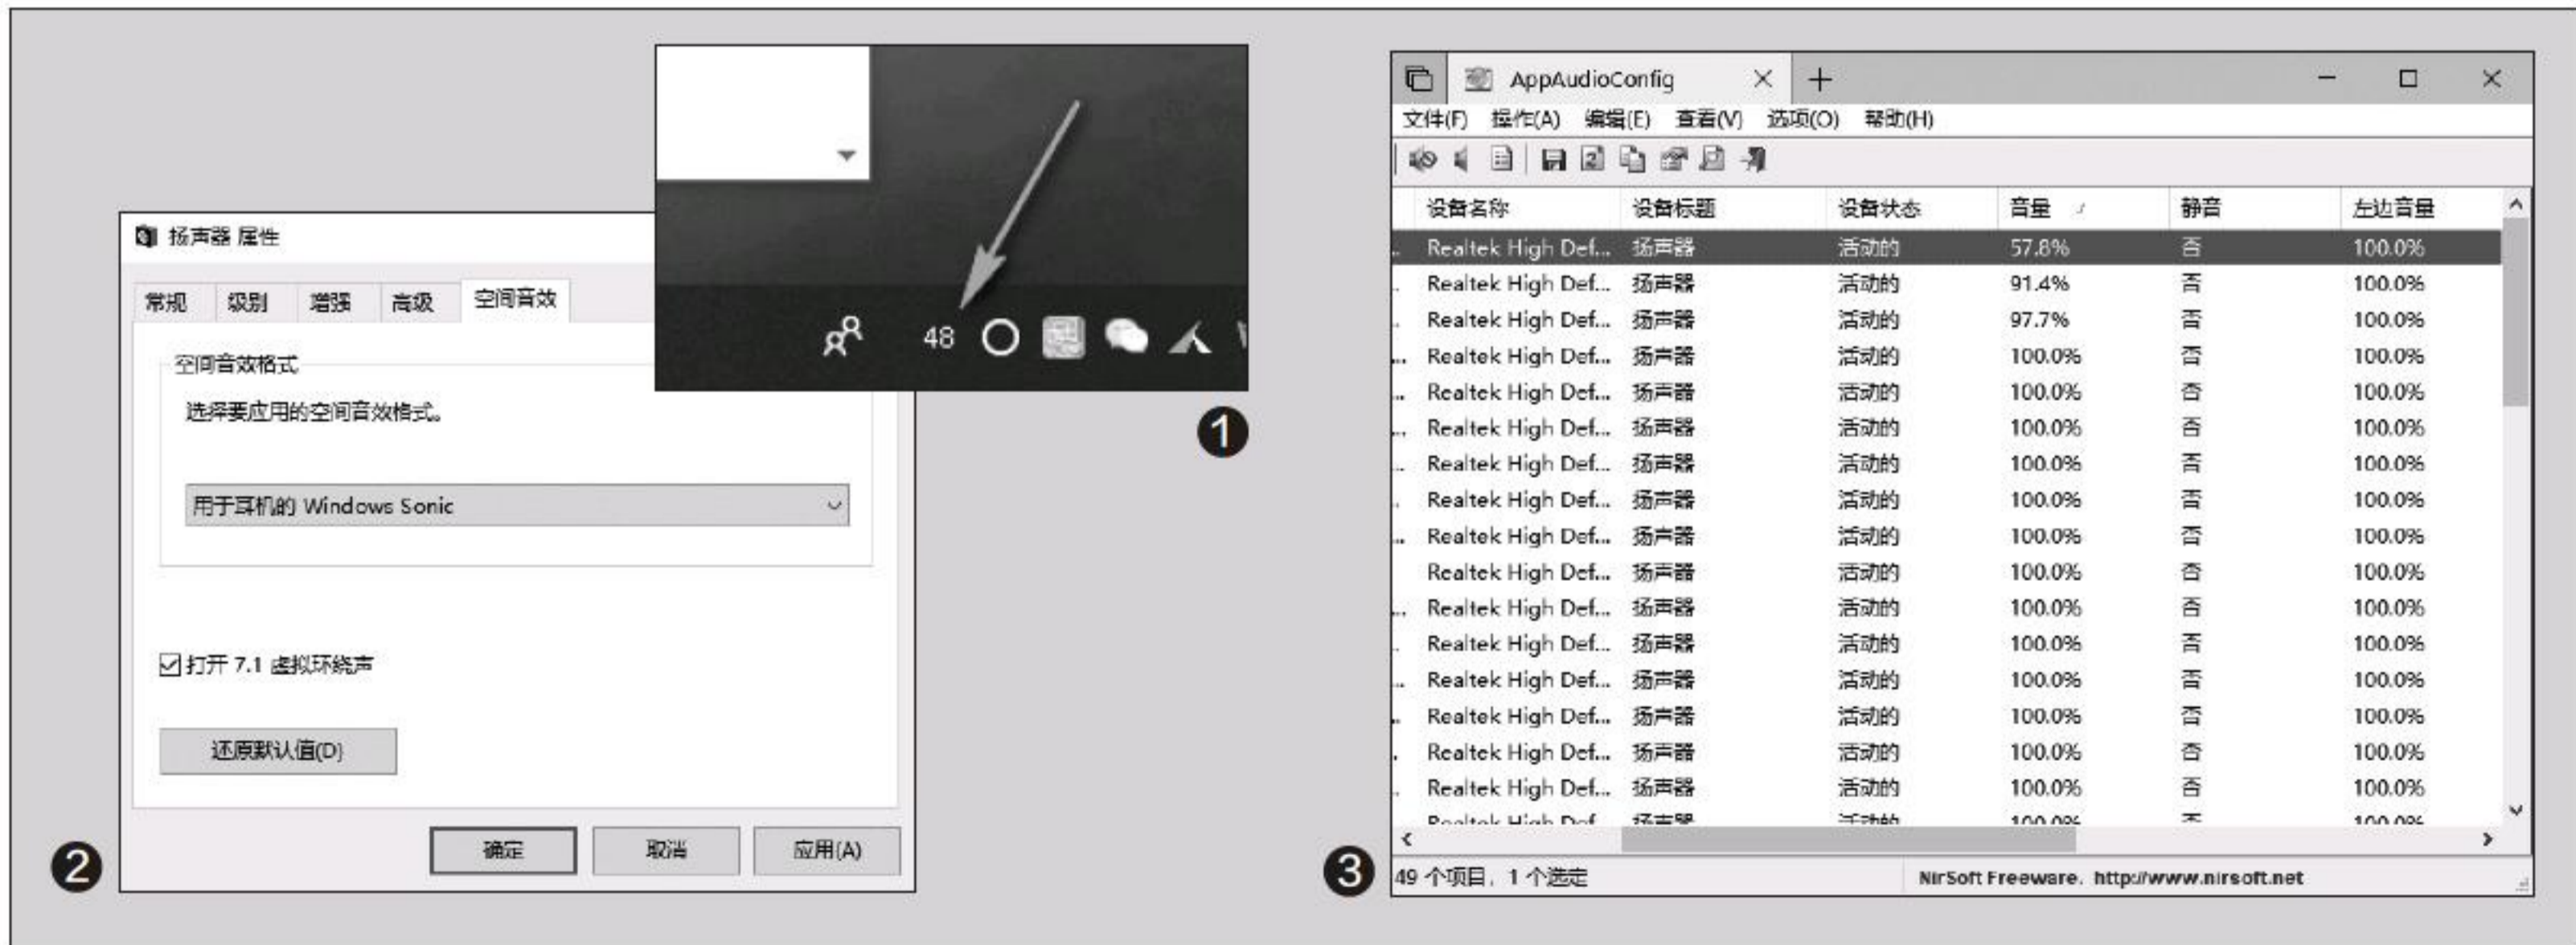 48
1
扬声器 属性
常规 级别 增强 高级 空间音效
空间音效格式
选择要应用的空间音效格式。
用于耳机的 Windows Sonic
打开 7.1 虚拟环绕声
还原默认值(D)
确定 取消 应用(A)
2
AppAudioConfig
文件(F) 操作(A) 编辑(E) 查看(V) 选项(O) 帮助(H)
设备名称 设备标题 设备状态 音量 静音 左边音量
Realtek High Def... 扬声器 活动的 57.8% 否 100.0%
Realtek High Def... 扬声器 活动的 91.4% 否 100.0%
Realtek High Def... 扬声器 活动的 97.7% 否 100.0%
Realtek High Def... 扬声器 活动的 100.0% 否 100.0%
Realtek High Def... 扬声器 活动的 100.0% 否 100.0%
Realtek High Def... 扬声器 活动的 100.0% 否 100.0%
Realtek High Def... 扬声器 活动的 100.0% 否 100.0%
Realtek High Def... 扬声器 活动的 100.0% 否 100.0%
Realtek High Def... 扬声器 活动的 100.0% 否 100.0%
Realtek High Def... 扬声器 活动的 100.0% 否 100.0%
Realtek High Def... 扬声器 活动的 100.0% 否 100.0%
Realtek High Def... 扬声器 活动的 100.0% 否 100.0%
Realtek High Def... 扬声器 活动的 100.0% 否 100.0%
Realtek High Def... 扬声器 活动的 100.0% 否 100.0%
Realtek High Def... 扬声器 活动的 100.0% 否 100.0%
Realtek High Def... 扬声器 活动的 100.0% 否 100.0%
Realtek High Def 扬声器 活动的 100.0% 否 100.0%
49 个项目，1 个选定 NirSoft Freeware. http://www.nirsoft.net
3